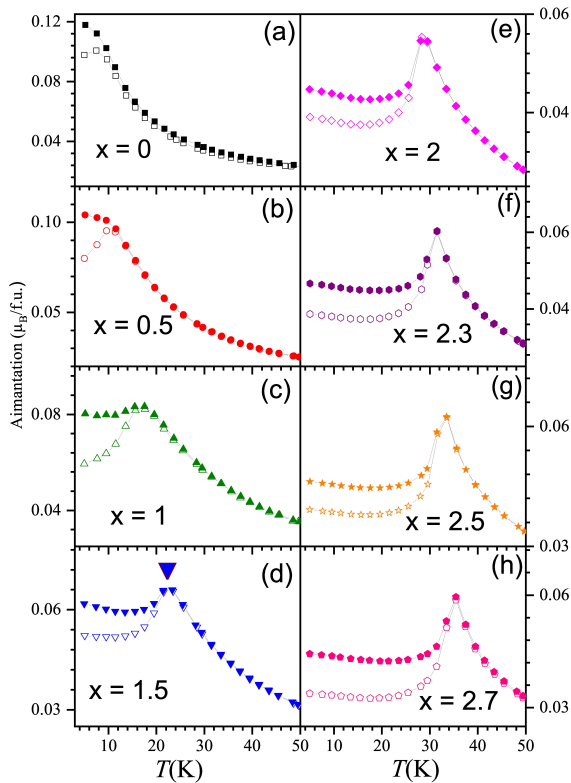 Aimantation (μB/f.u.)
0.12
0.08
0.04
(a)
x = 0
0.10
0.05
(b)
x = 0.5
0.08
0.04
(c)
x = 1
0.06
0.03
(d)
x = 1.5
0 10 20 30 40 50
T(K)
0.06
0.04
(e)
x = 2
0.06
0.04
(f)
x = 2.3
0.06
0.03
(g)
x = 2.5
0.06
0.03
(h)
x = 2.7
0 10 20 30 40 50
T(K)